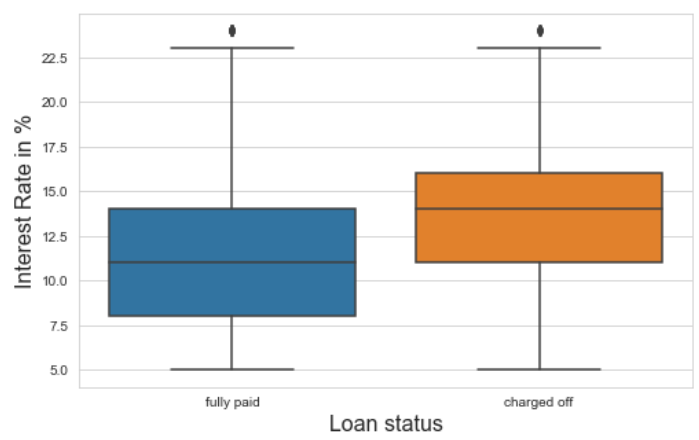 Interest Rate in %
22.5
20.0
17.5
15.0
12.5
10.0
7.5
5.0
fully paid
charged off
Loan status